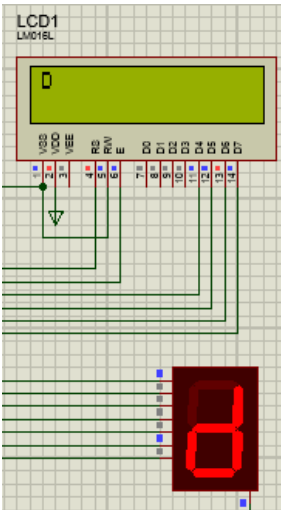 LCD1
LM016L
D
VSS VDD VEE RS RW E D0 D1 D2 D3 D4 D5 D6 D7
1 2 3 4 5 6 7 8 9 10 11 12 13 14
d